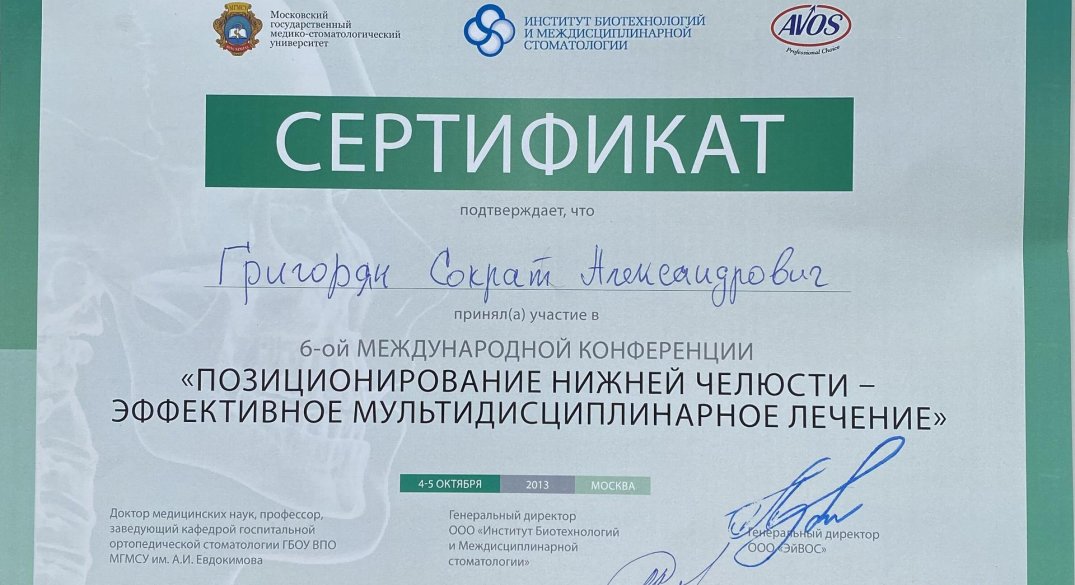 МГМСУ
Московский
государственный
медико-стоматологический
университет
ИНСТИТУТ БИОТЕХНОЛОГИЙ
И МЕЖДИСЦИПЛИНАРНОЙ
СТОМАТОЛОГИИ
AVOS
Professional Choice
СЕРТИФИКАТ
подтверждает, что
Григорян Сократ Александрович
принял(а) участие в
6-ой МЕЖДУНАРОДНОЙ КОНФЕРЕНЦИИ
«ПОЗИЦИОНИРОВАНИЕ НИЖНЕЙ ЧЕЛЮСТИ –
ЭФФЕКТИВНОЕ МУЛЬТИДИСЦИПЛИНАРНОЕ ЛЕЧЕНИЕ»
4-5 ОКТЯБРЯ 2013 МОСКВА
Доктор медицинских наук, профессор,
заведующий кафедрой госпитальной
ортопедической стоматологии ГБОУ ВПО
МГМСУ им. А.И. Евдокимова
Генеральный директор
ООО «Институт Биотехнологий
и Междисциплинарной
стоматологии»
Генеральный директор
ООО «ЭйВОС»